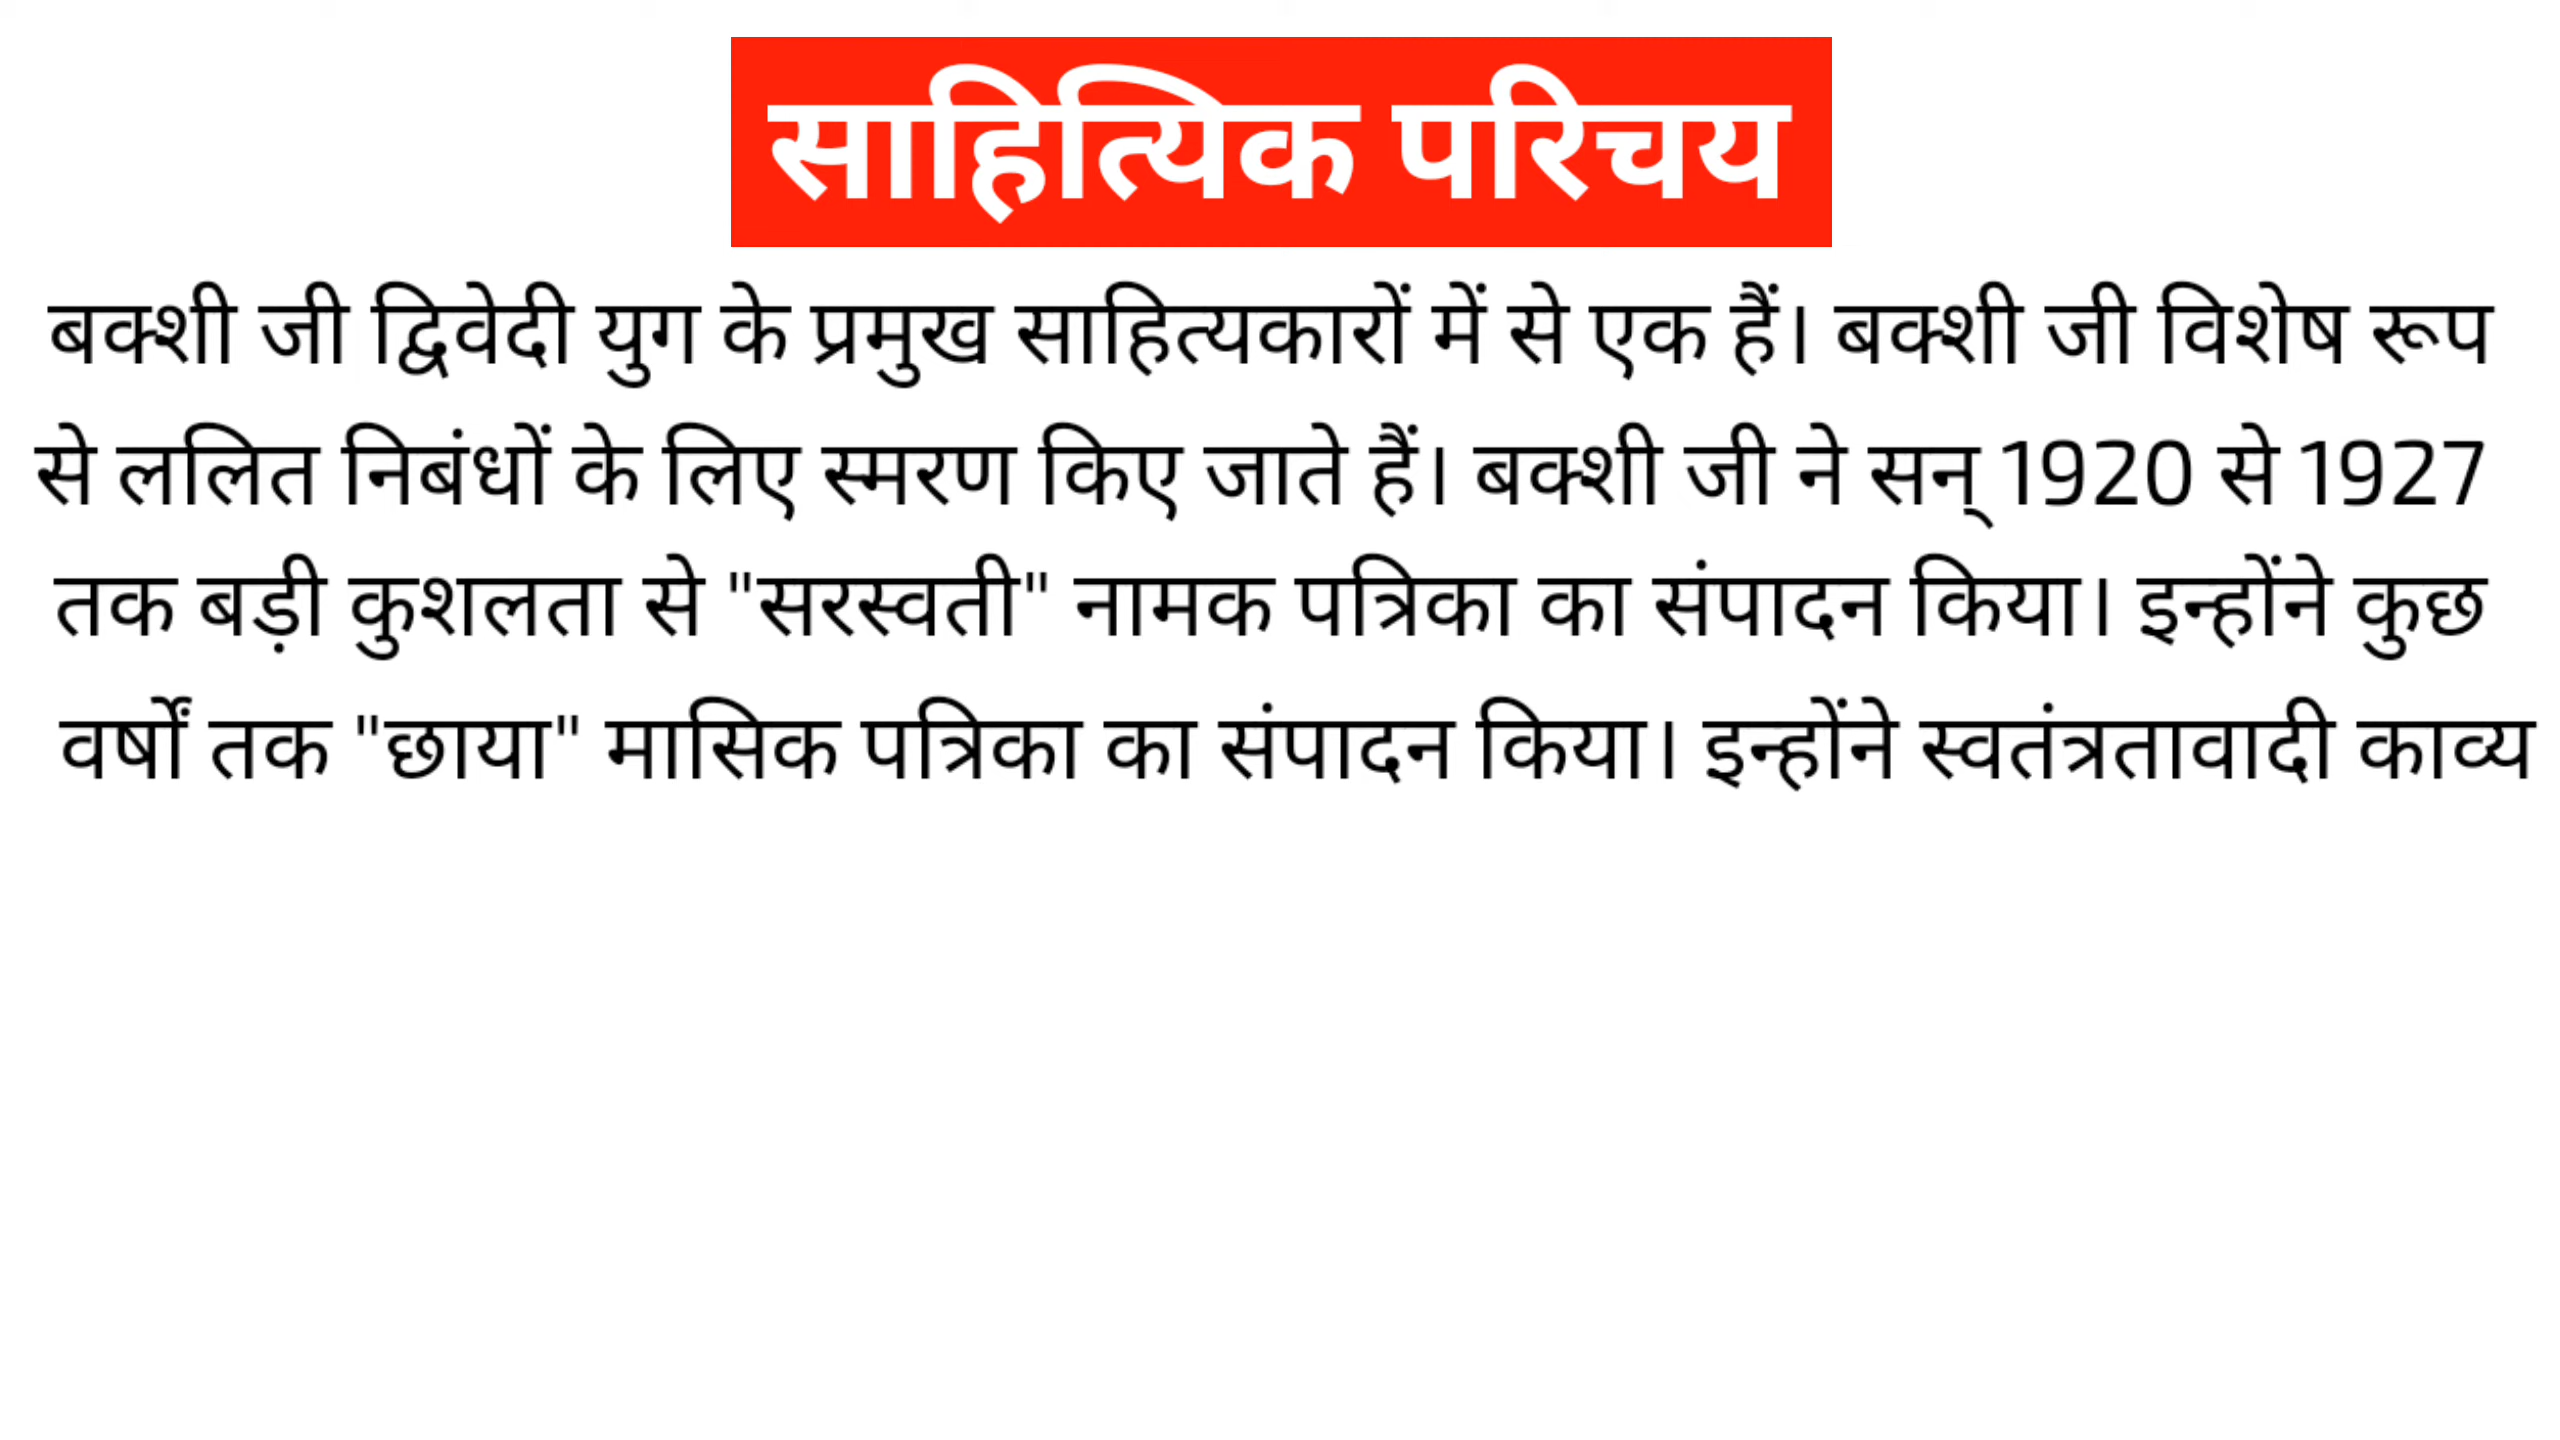 साहित्यिक परिचय
बक्शी जी द्विवेदी युग के प्रमुख साहित्यकारों में से एक हैं। बक्शी जी विशेष रूप
से ललित निबंधों के लिए स्मरण किए जाते हैं। बक्शी जी ने सन् 1920 से 1927
तक बड़ी कुशलता से "सरस्वती" नामक पत्रिका का संपादन किया। इन्होंने कुछ
वर्षों तक "छाया" मासिक पत्रिका का संपादन किया। इन्होंने स्वतंत्रतावादी काव्य